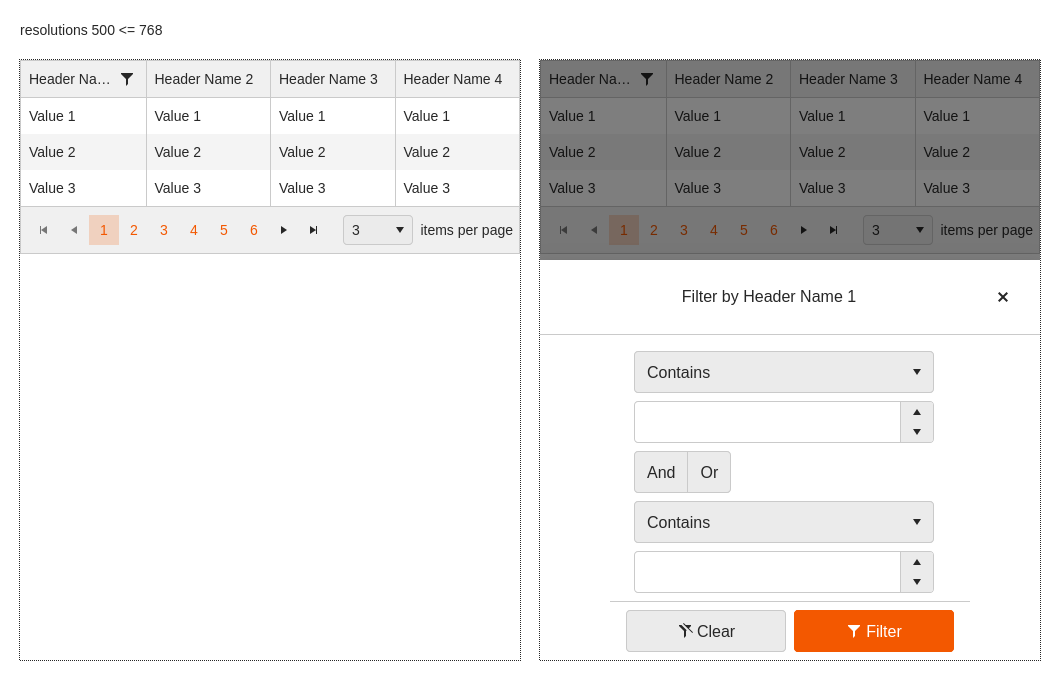 resolutions 500 <= 768
Header Na... Header Name 2 Header Name 3 Header Name 4
Value 1 Value 1 Value 1 Value 1
Value 2 Value 2 Value 2 Value 2
Value 3 Value 3 Value 3 Value 3
1 2 3 4 5 6 3 items per page
Header Na... Header Name 2 Header Name 3 Header Name 4
Value 1 Value 1 Value 1 Value 1
Value 2 Value 2 Value 2 Value 2
Value 3 Value 3 Value 3 Value 3
1 2 3 4 5 6 3 items per page
Filter by Header Name 1
Contains
And Or
Contains
Clear Filter